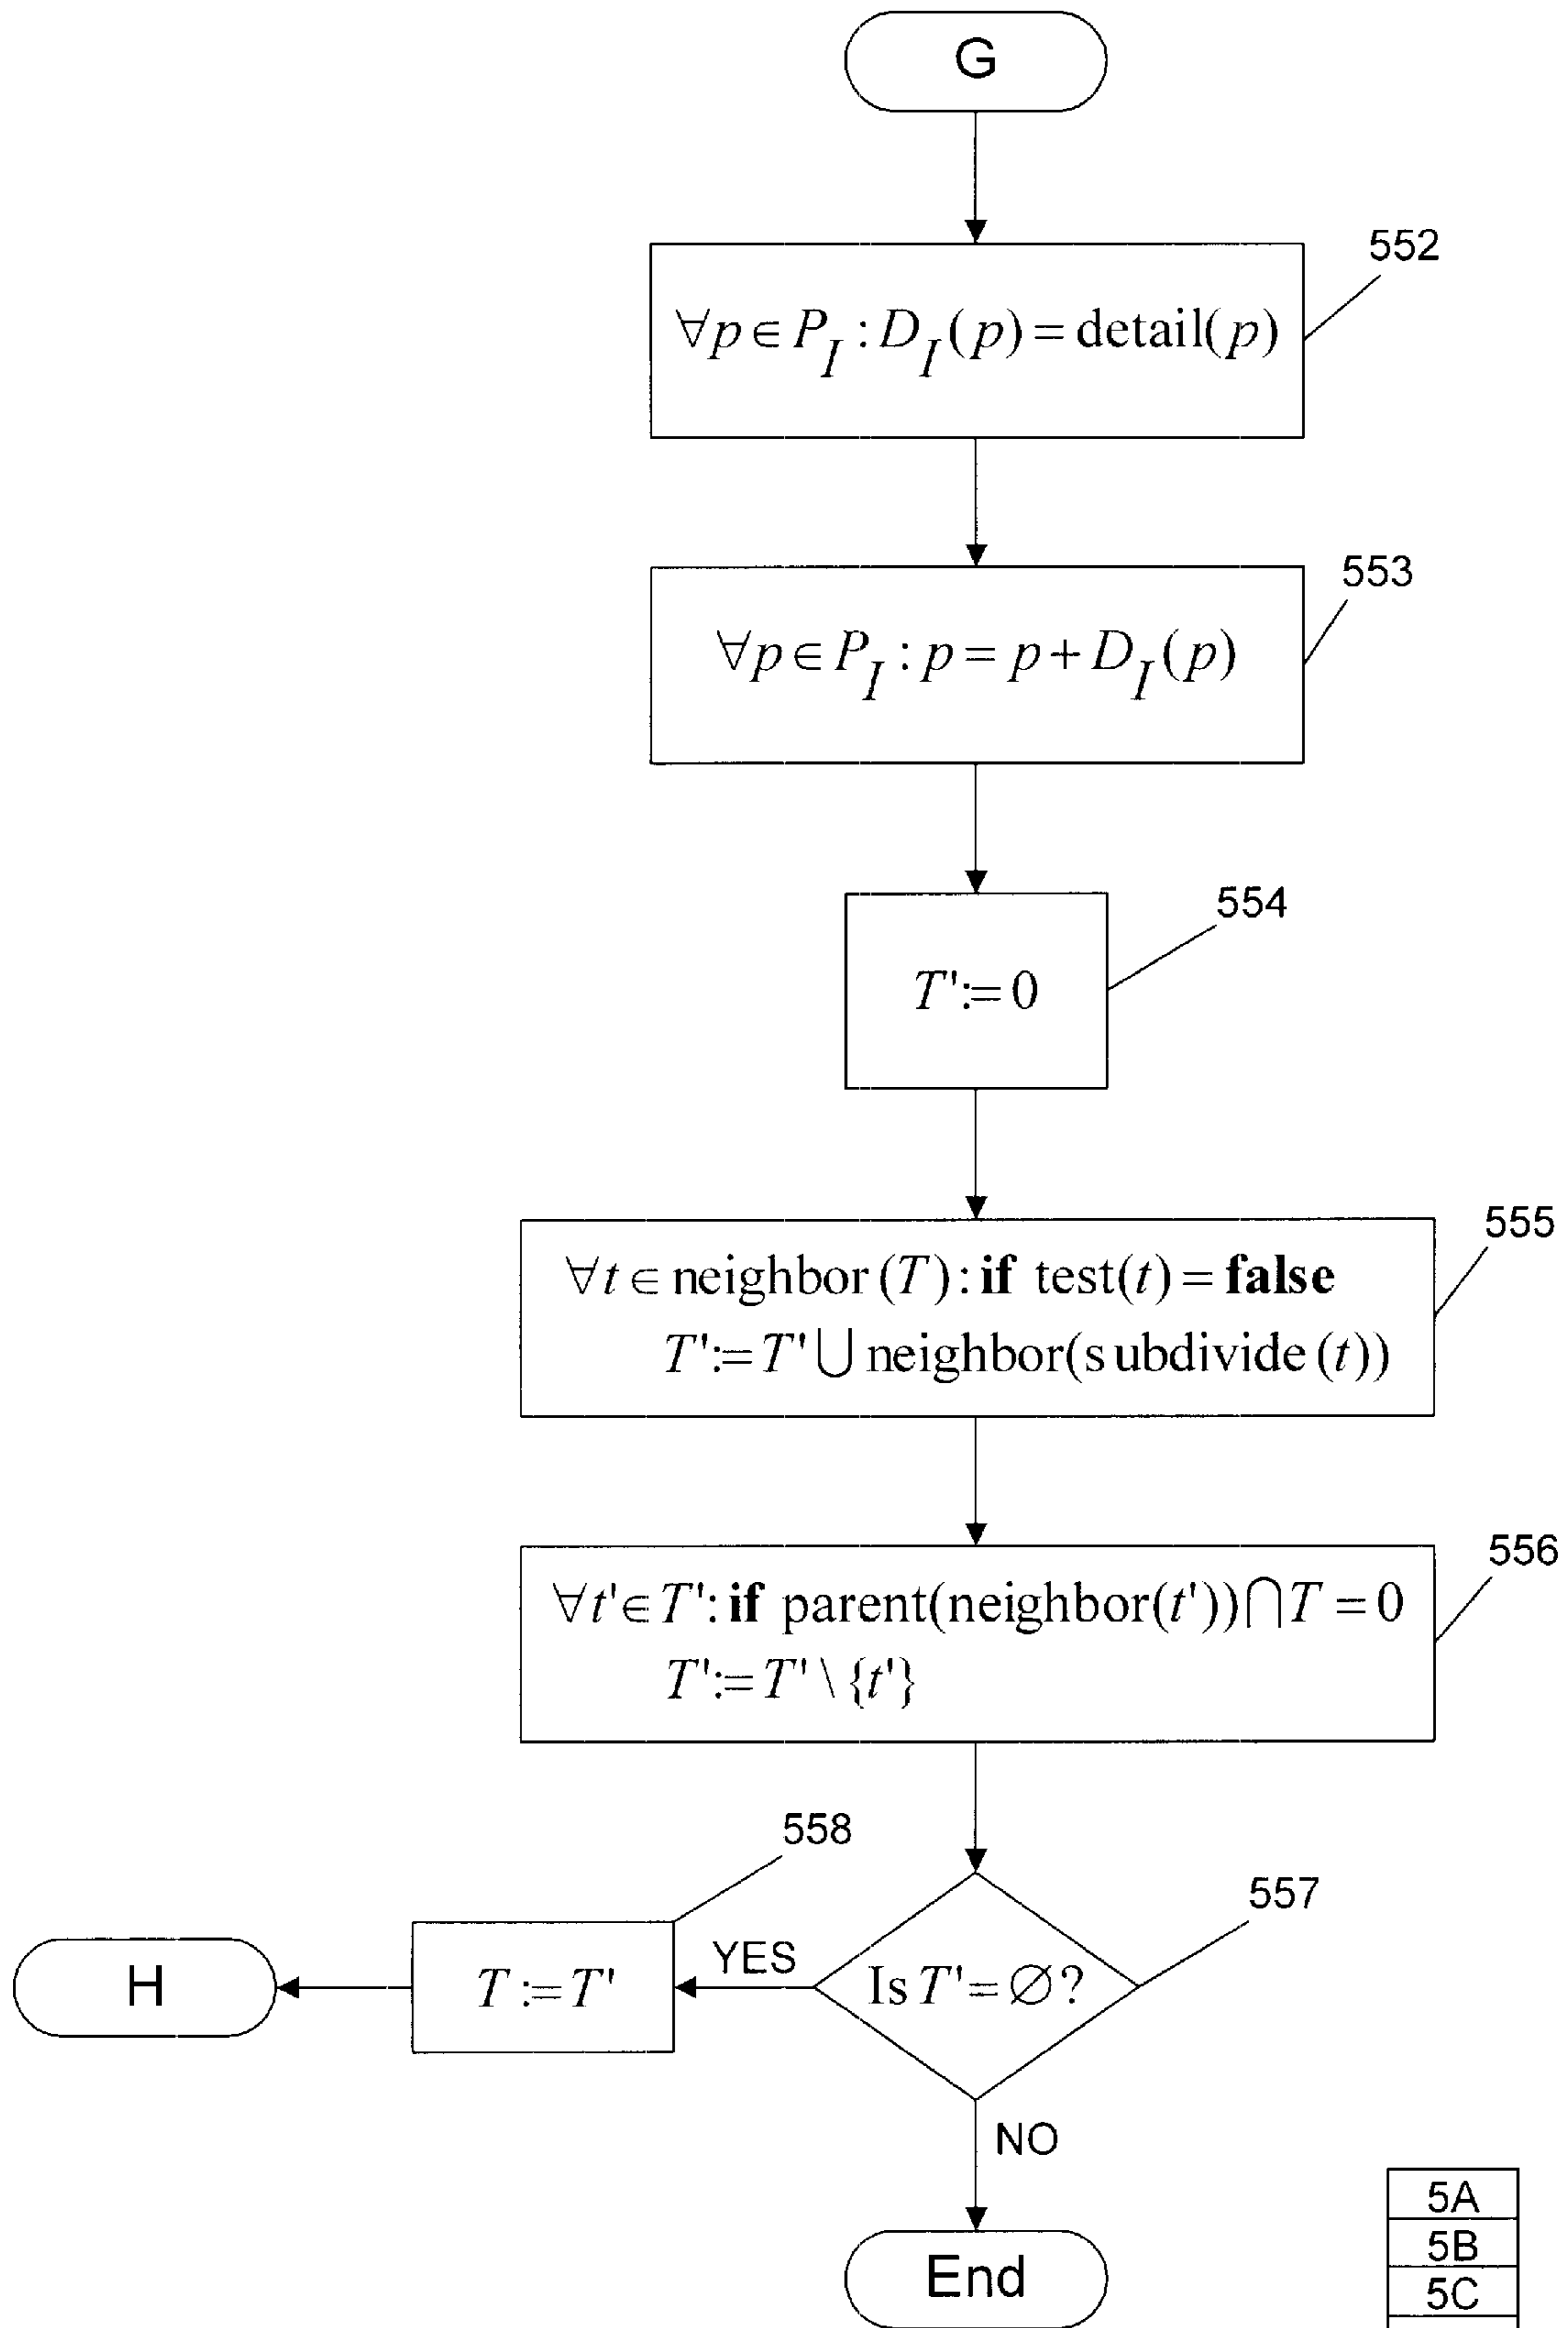 G
552
∀p∈P_I : D_I(p) = detail(p)
553
∀p∈P_I : p = p + D_I(p)
554
T' := 0
555
∀t∈neighbor(T) : if test(t) = false
T' := T' ∪ neighbor(subdivide(t))
556
∀t'∈T' : if parent(neighbor(t')) ∩ T = 0
T' := T' \ {t'}
558
557
H
T := T'
YES
Is T' = ∅?
NO
End
5A
5B
5C